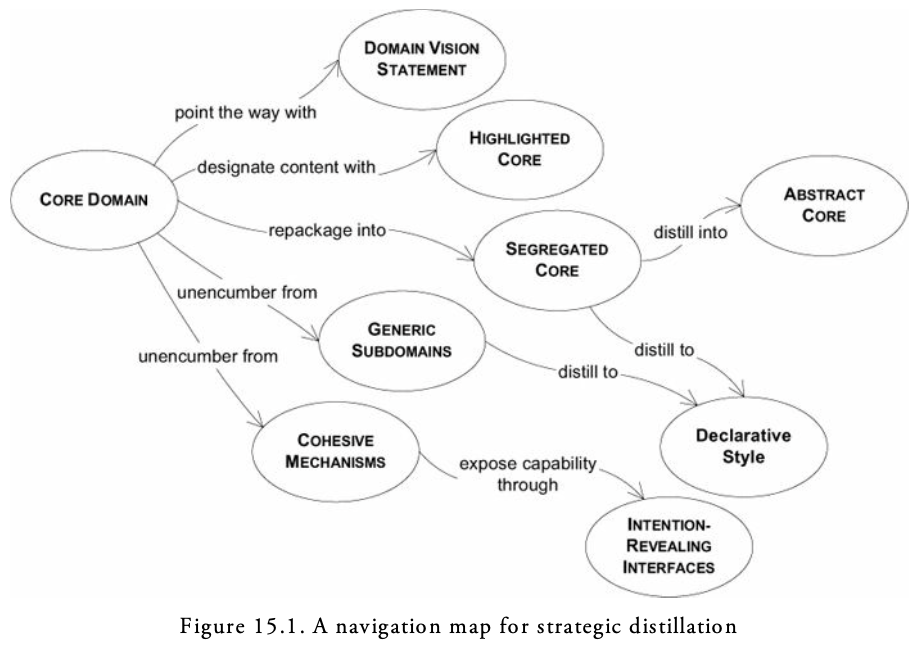 DOMAIN VISION
STATEMENT
point the way with
HIGHLIGHTED
CORE
designate content with
CORE DOMAIN
ABSTRACT
CORE
repackage into
distill into
SEGREGATED
CORE
unencumber from
GENERIC
SUBDOMAINS
distill to
unencumber from
distill to
Declarative
Style
COHESIVE
MECHANISMS
expose capability
through
INTENTION-
REVEALING
INTERFACES
Figure 15.1. A navigation map for strategic distillation